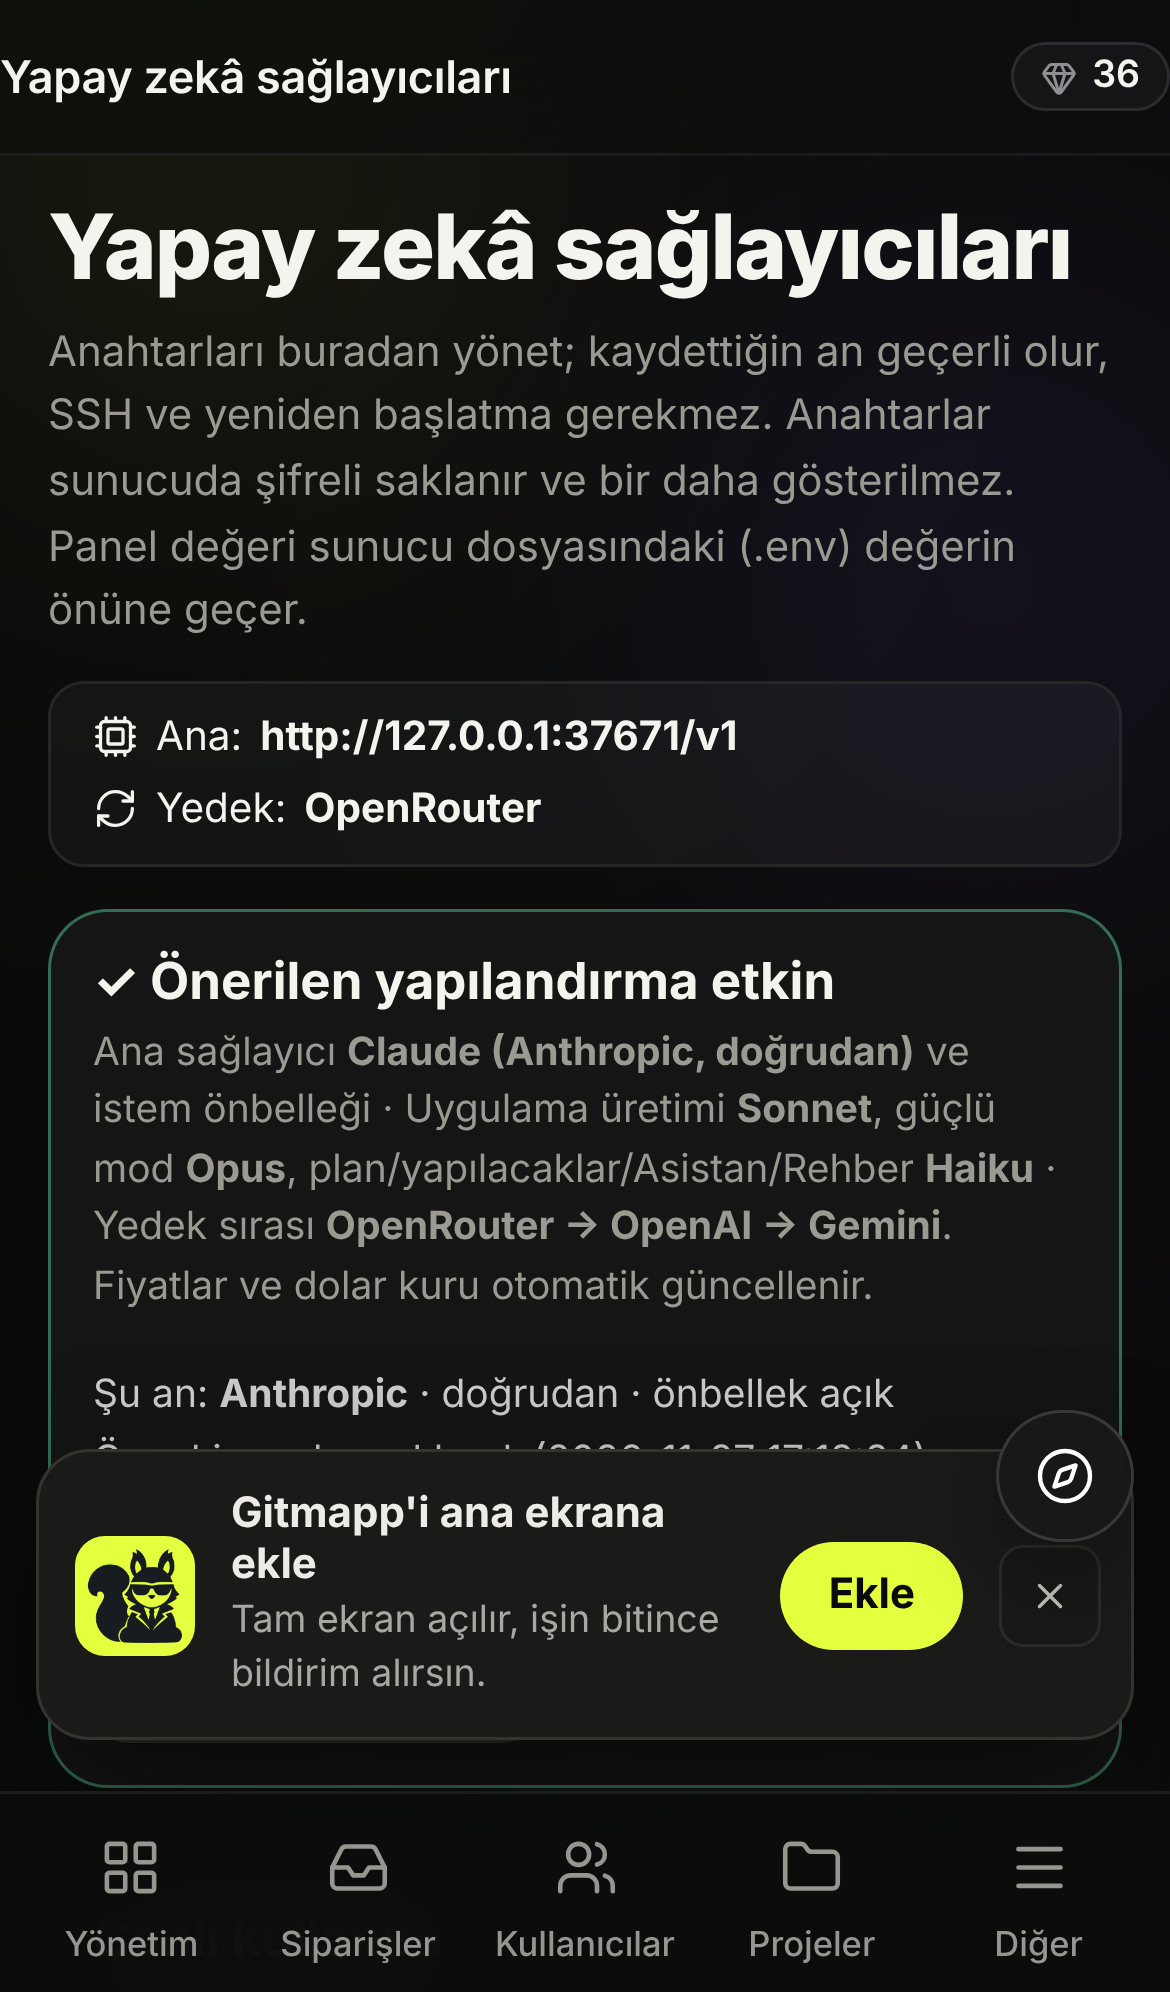 Yapay zekâ sağlayıcıları
36
Yapay zekâ sağlayıcıları
Anahtarları buradan yönet; kaydettiğin an geçerli olur,
SSH ve yeniden başlatma gerekmez. Anahtarlar
sunucuda şifreli saklanır ve bir daha gösterilmez.
Panel değeri sunucu dosyasındaki (.env) değerin
önüne geçer.
Ana: http://127.0.0.1:37671/v1
Yedek: OpenRouter
✓ Önerilen yapılandırma etkin
Ana sağlayıcı Claude (Anthropic, doğrudan) ve
istem önbelleği · Uygulama üretimi Sonnet, güçlü
mod Opus, plan/yapılacaklar/Asistan/Rehber Haiku ·
Yedek sırası OpenRouter → OpenAI → Gemini.
Fiyatlar ve dolar kuru otomatik güncellenir.
Şu an: Anthropic · doğrudan · önbellek açık
Gitmapp'i ana ekrana
ekle
Tam ekran açılır, işin bitince
bildirim alırsın.
Ekle
Yönetim
Siparişler
Kullanıcılar
Projeler
Diğer